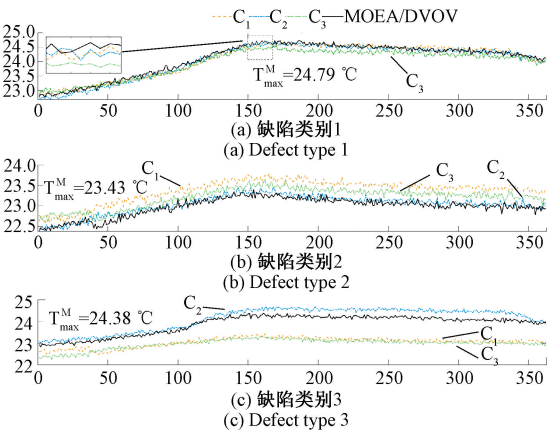 C1 C2 C3 MOEA/DVOV
25.0
24.5
24.0
23.5
23.0
T^M_max=24.79 ℃
C3
0 50 100 150 200 250 300 350
(a) 缺陷类别1
(a) Defect type 1
24.0
23.5
23.0
22.5
T^M_max=23.43 ℃
C1
C3
C2
0 50 100 150 200 250 300 350
(b) 缺陷类别2
(b) Defect type 2
25
24
23
22
T^M_max=24.38 ℃
C2
C1
C3
0 50 100 150 200 250 300 350
(c) 缺陷类别3
(c) Defect type 3